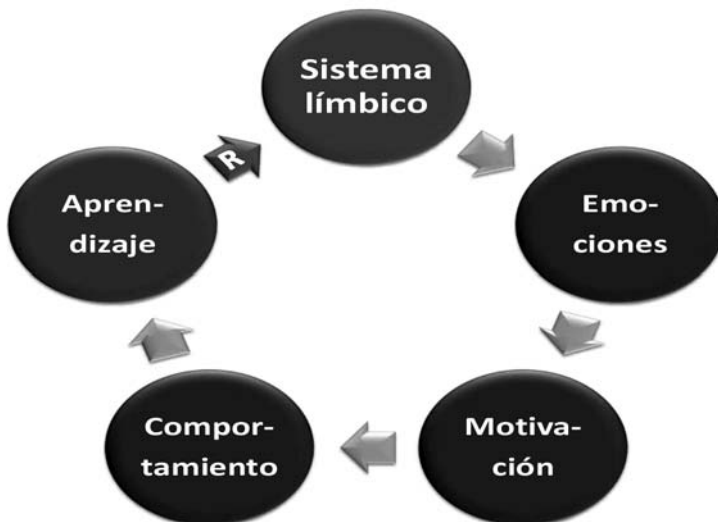 Sistema
límbico
R
Emo-
ciones
Motiva-
ción
Compor-
tamiento
Apren-
dizaje